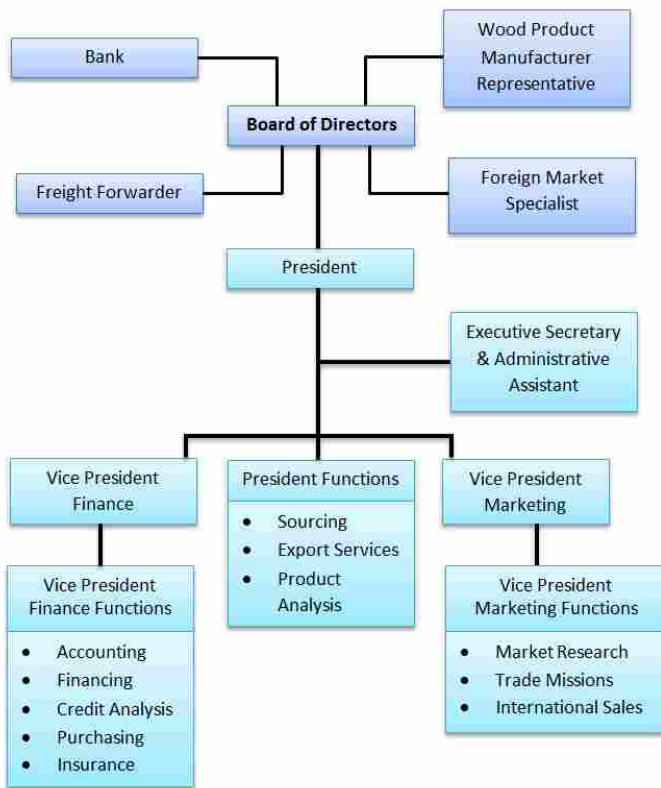 Bank
Wood Product
Manufacturer
Representative
Board of Directors
Freight Forwarder
Foreign Market
Specialist
President
Executive Secretary
& Administrative
Assistant
Vice President
Finance
President Functions
• Sourcing
• Export Services
• Product
Analysis
Vice President
Marketing
Vice President
Finance Functions
• Accounting
• Financing
• Credit Analysis
• Purchasing
• Insurance
Vice President
Marketing Functions
• Market Research
• Trade Missions
• International Sales